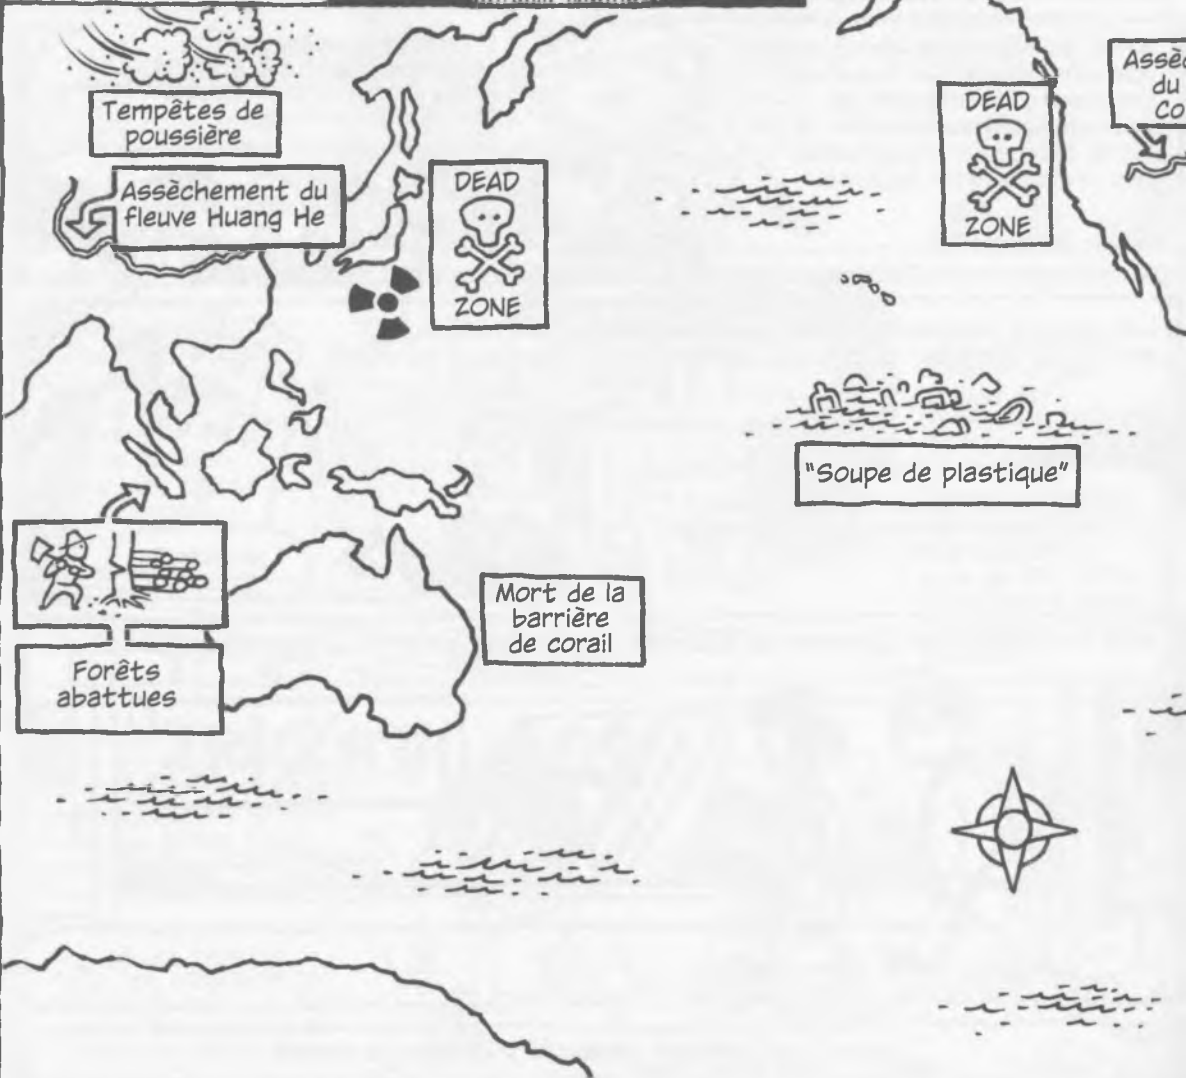 Tempêtes de
poussière
Assèchement du
fleuve Huang He
DEAD
ZONE
DEAD
ZONE
du
"Soupe de plastique"
Mort de la
barrière
de corail
Forêts
abattues